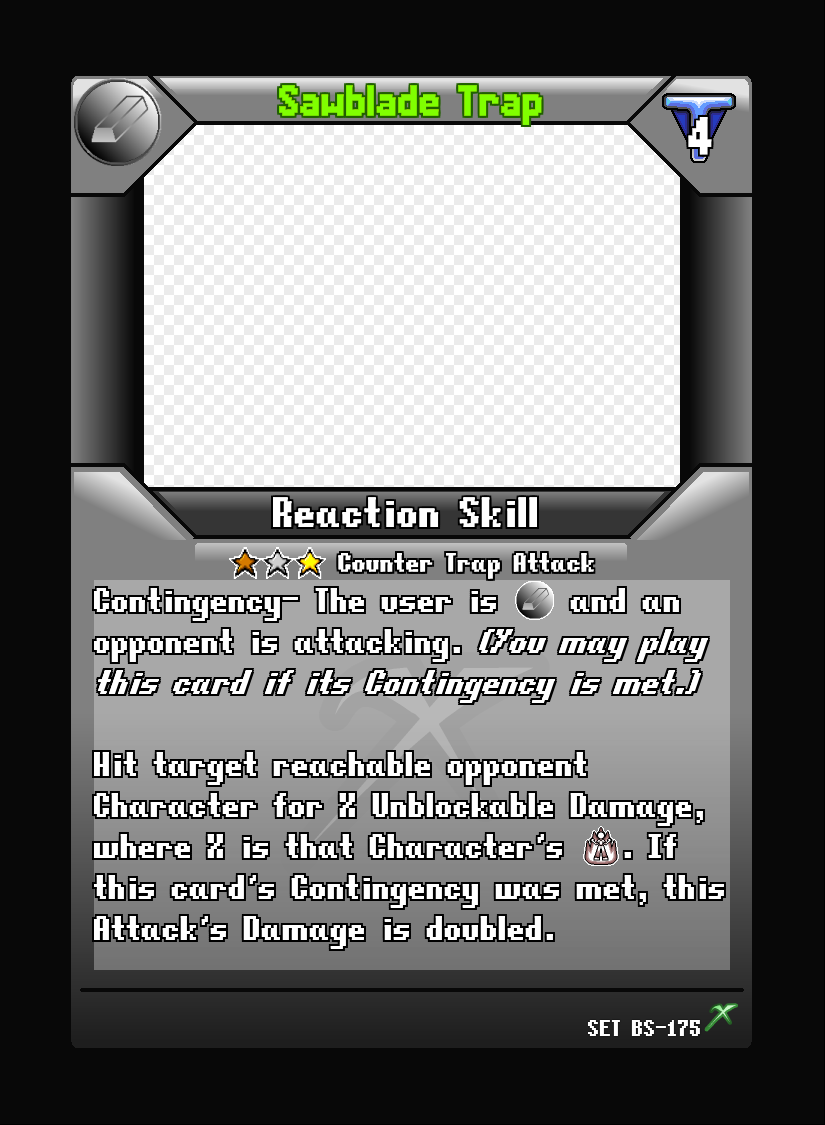 Sawblade Trap
4
Reaction Skill
Counter Trap Attack
Contingency- The user is and an
opponent is attacking. (You may play
this card if its Contingency is met.)
Hit target reachable opponent
Character for X Unblockable Damage,
where X is that Character's . If
this card's Contingency was met, this
Attack's Damage is doubled.
SET BS-175